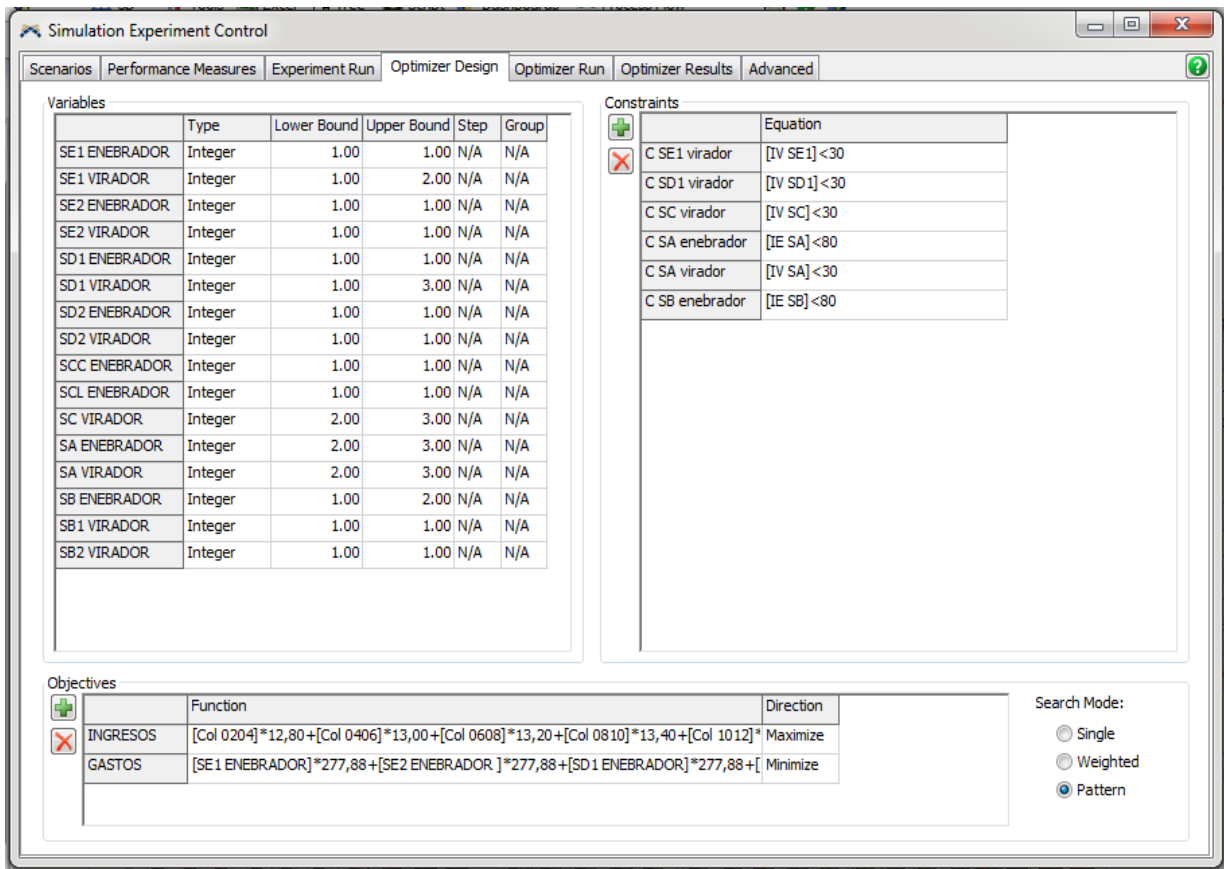 Simulation Experiment Control
Scenarios Performance Measures Experiment Run Optimizer Design Optimizer Run Optimizer Results Advanced
Variables
Type Lower Bound Upper Bound Step Group
SE1 ENEBRADOR Integer 1.00 1.00 N/A N/A
SE1 VIRADOR Integer 1.00 2.00 N/A N/A
SE2 ENEBRADOR Integer 1.00 1.00 N/A N/A
SE2 VIRADOR Integer 1.00 1.00 N/A N/A
SD1 ENEBRADOR Integer 1.00 1.00 N/A N/A
SD1 VIRADOR Integer 1.00 3.00 N/A N/A
SD2 ENEBRADOR Integer 1.00 1.00 N/A N/A
SD2 VIRADOR Integer 1.00 1.00 N/A N/A
SCC ENEBRADOR Integer 1.00 1.00 N/A N/A
SCL ENEBRADOR Integer 1.00 1.00 N/A N/A
SC VIRADOR Integer 2.00 3.00 N/A N/A
SA ENEBRADOR Integer 2.00 3.00 N/A N/A
SA VIRADOR Integer 2.00 3.00 N/A N/A
SB ENEBRADOR Integer 1.00 2.00 N/A N/A
SB1 VIRADOR Integer 1.00 1.00 N/A N/A
SB2 VIRADOR Integer 1.00 1.00 N/A N/A
Constraints
Equation
C SE1 virador [IV SE1]<30
C SD1 virador [IV SD1]<30
C SC virador [IV SC]<30
C SA enebrador [IE SA]<80
C SA virador [IV SA]<30
C SB enebrador [IE SB]<80
Objectives
Function Direction
INGRESOS [Col 0204]*12,80+[Col 0406]*13,00+[Col 0608]*13,20+[Col 0810]*13,40+[Col 1012]* Maximize
GASTOS [SE1 ENEBRADOR]*277,88+[SE2 ENEBRADOR ]*277,88+[SD1 ENEBRADOR]*277,88+[ Minimize
Search Mode:
Single
Weighted
Pattern